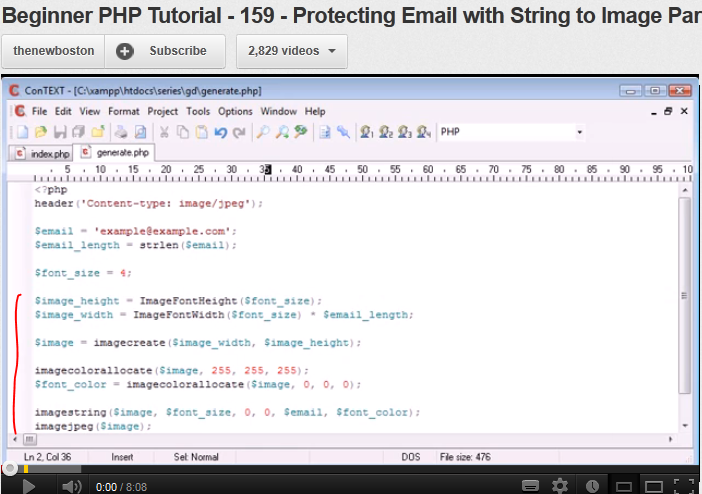 Beginner PHP Tutorial - 159 - Protecting Email with String to Image Par
thenewboston Subscribe 2,829 videos
ConTEXT - [C:\xampp\htdocs\series\gd\generate.php]
File Edit View Format Project Tools Options Window Help
PHP
index.php generate.php
5 10 15 20 25 30 35 40 45 50 55 60 65 70 75 80 85 90 95 10
<?php
header('Content-type: image/jpeg');
$email = 'example@example.com';
$email_length = strlen($email);
$font_size = 4;
$image_height = ImageFontHeight($font_size);
$image_width = ImageFontWidth($font_size) * $email_length;
$image = imagecreate($image_width, $image_height);
imagecolorallocate($image, 255, 255, 255);
$font_color = imagecolorallocate($image, 0, 0, 0);
imagestring($image, $font_size, 0, 0, $email, $font_color);
imagejpeg($image);
Ln 2, Col 36 Insert Sel: Normal DOS File size: 476
0:00 / 8:08